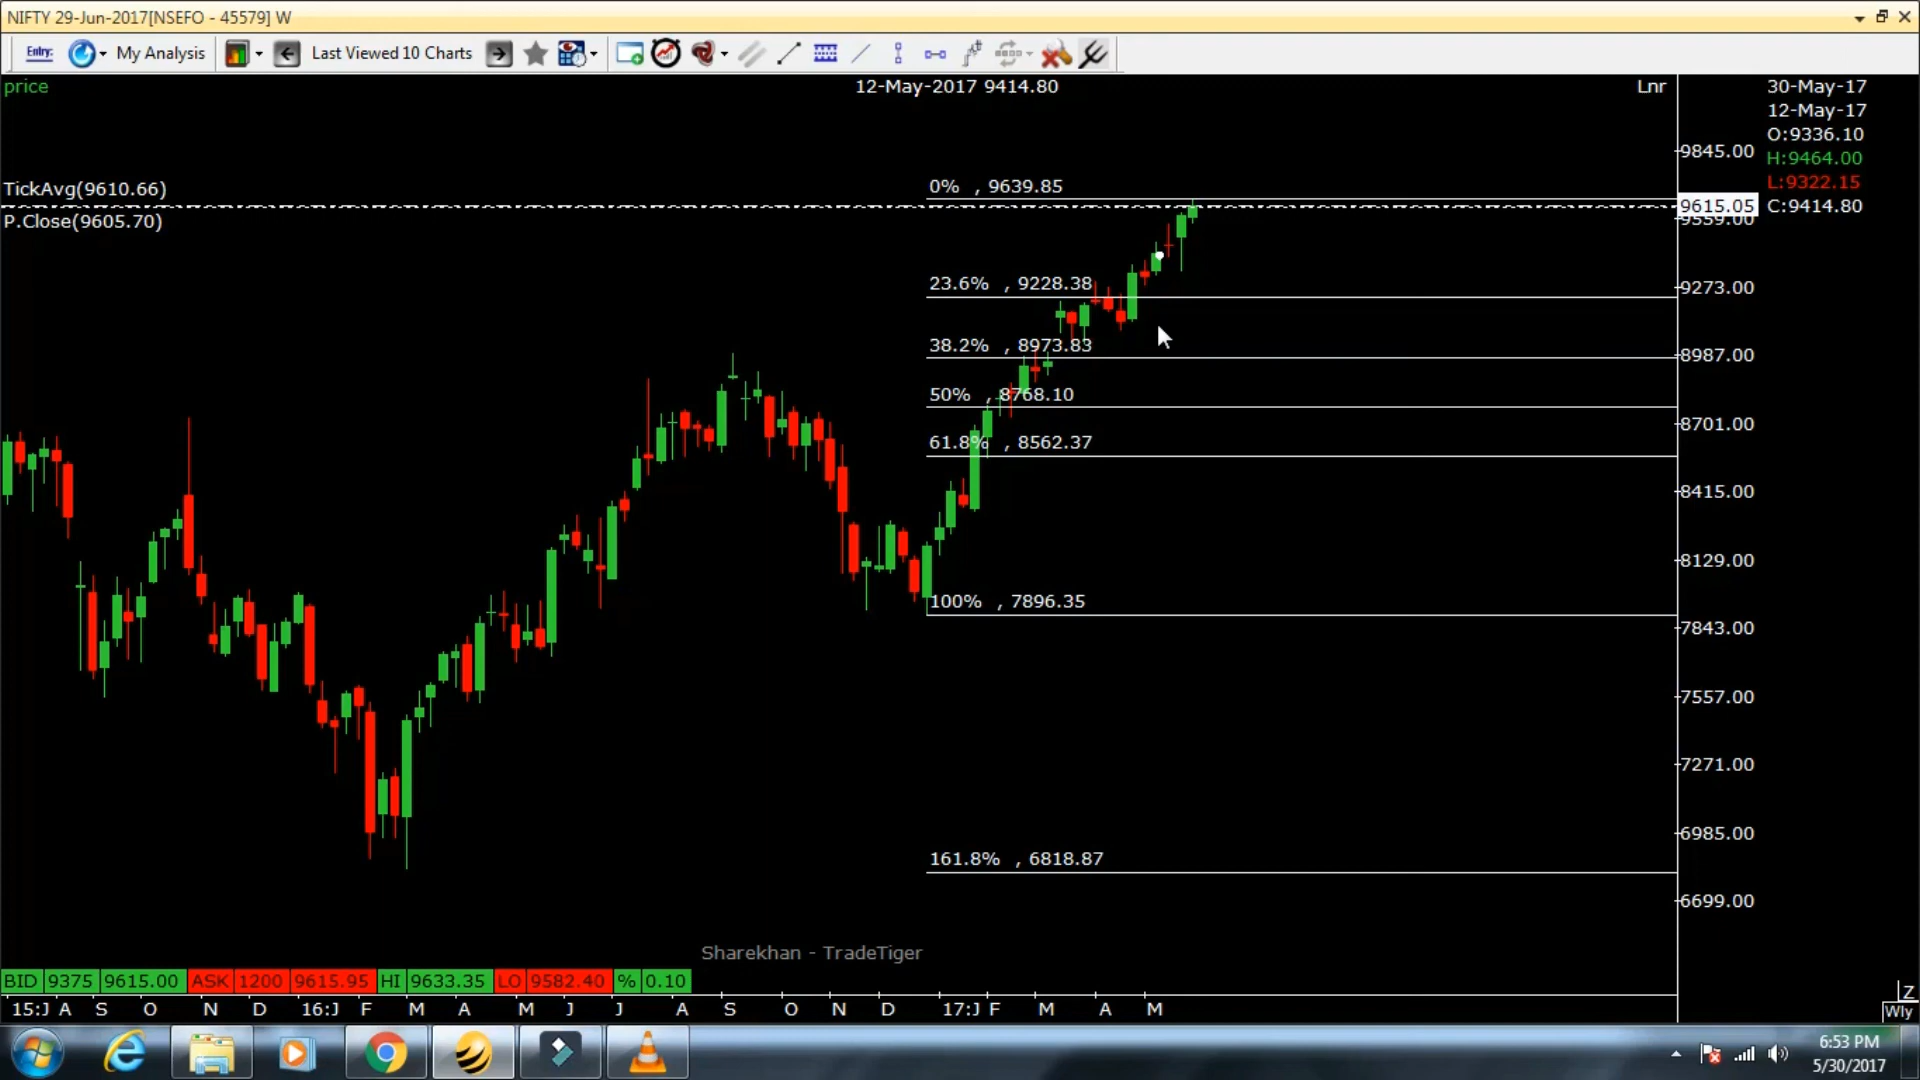 NIFTY 29-Jun-2017[NSEFO - 45579] W
Entry: My Analysis Last Viewed 10 Charts
price 12-May-2017 9414.80 Lnr 30-May-17
12-May-17
O:9336.10
9845.00 H:9464.00
TickAvg(9610.66) 0% , 9639.85 L:9322.15
9615.05 C:9414.80
P.Close(9605.70) 9559.00
23.6% , 9228.38 9273.00
38.2% , 8973.83 8987.00
50% , 8768.10
8701.00
61.8% , 8562.37
8415.00
8129.00
100% , 7896.35
7843.00
7557.00
7271.00
6985.00
161.8% , 6818.87
6699.00
Sharekhan - TradeTiger
BID 9375 9615.00 ASK 1200 9615.95 HI 9633.35 LO 9582.40 % 0.10
Z
15:J A S O N D 16:J F M A M J J A S O N D 17:J F M A M Wly
6:53 PM
5/30/2017